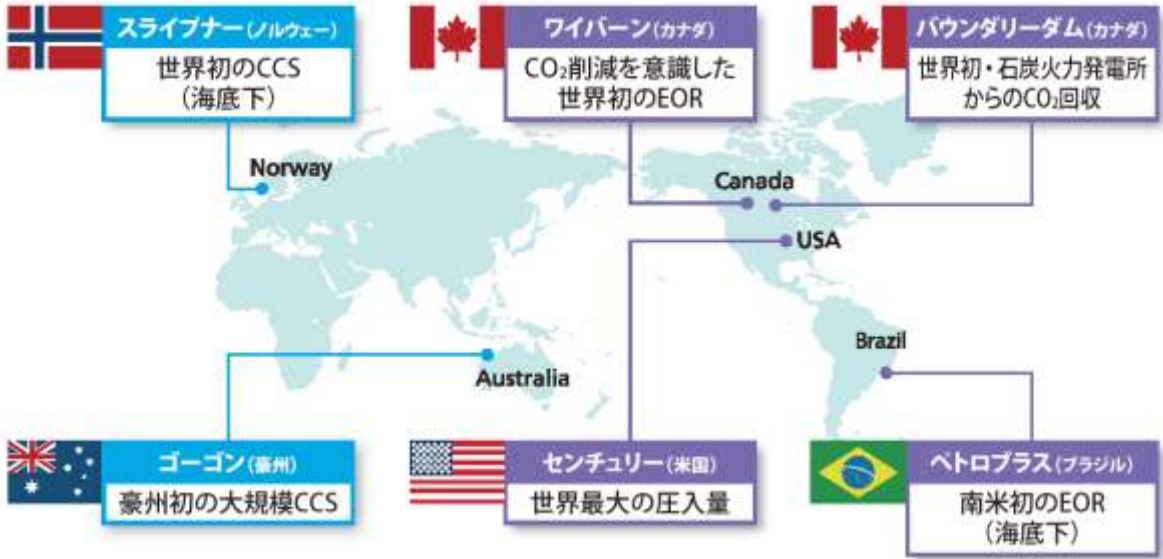 スライプナー(ノルウェー)
世界初のCCS
(海底下)
ワイバーン(カナダ)
CO₂削減を意識した
世界初のEOR
バウンダリーダム(カナダ)
世界初・石炭火力発電所
からのCO₂回収
Norway
Canada
USA
Brazil
Australia
ゴーゴン(豪州)
豪州初の大規模CCS
センチュリー(米国)
世界最大の圧入量
ペトロブラス(ブラジル)
南米初のEOR
(海底下)